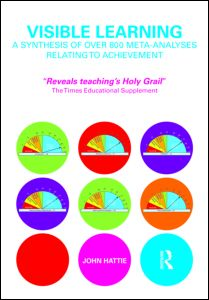 VISIBLE LEARNING
A SYNTHESIS OF OVER 800 META-ANALYSES
RELATING TO ACHIEVEMENT
"Reveals teaching's Holy Grail"
The Times Educational Supplement
JOHN HATTIE
R